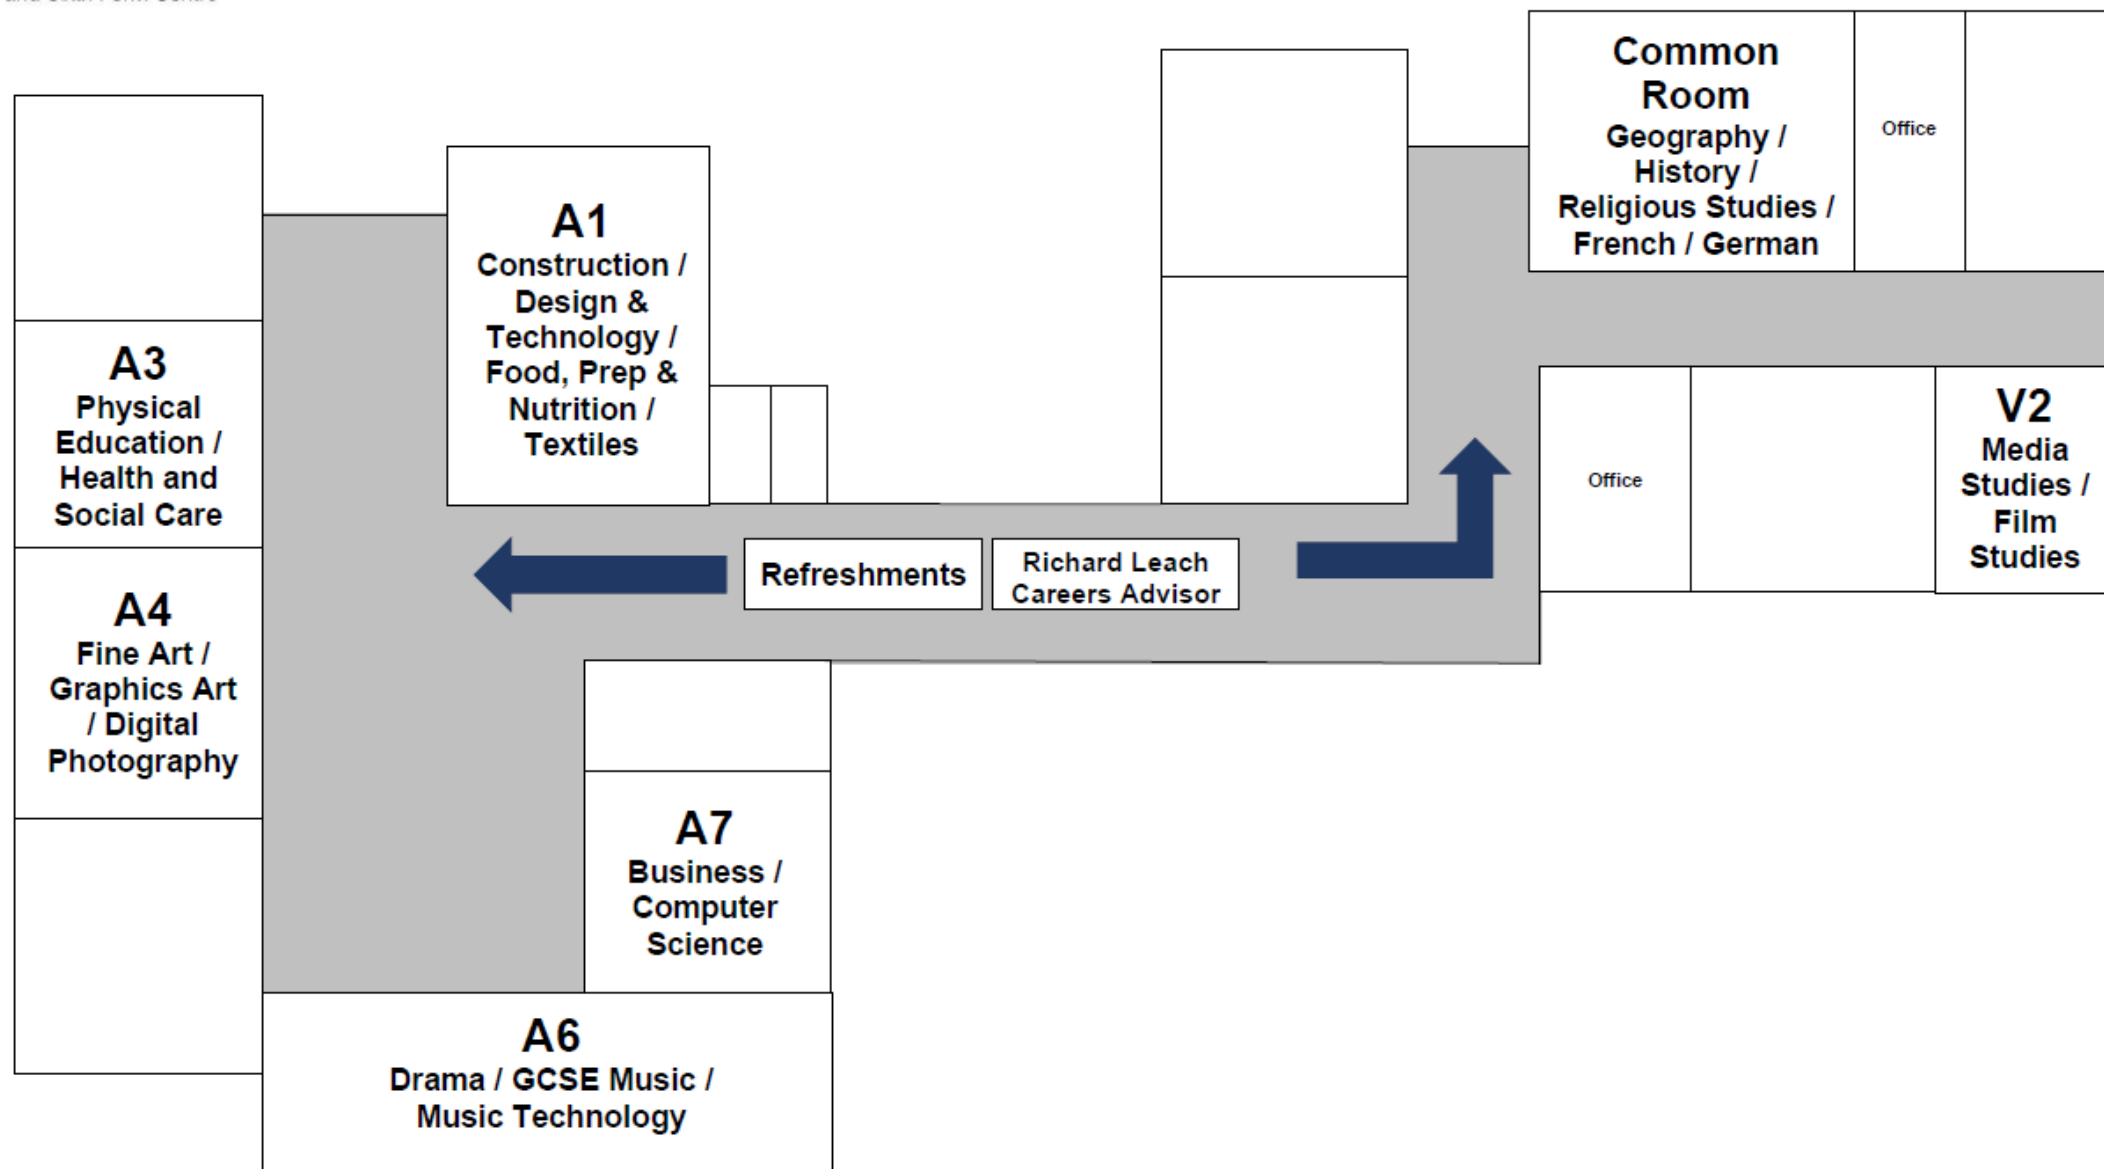 Common
Room
Geography /
History /
Religious Studies /
French / German
Office
A1
Construction /
Design &
Technology /
Food, Prep &
Nutrition /
Textiles
A3
Physical
Education /
Health and
Social Care
V2
Media
Studies /
Film
Studies
Office
Refreshments
Richard Leach
Careers Advisor
A4
Fine Art /
Graphics Art
/ Digital
Photography
A7
Business /
Computer
Science
A6
Drama / GCSE Music /
Music Technology